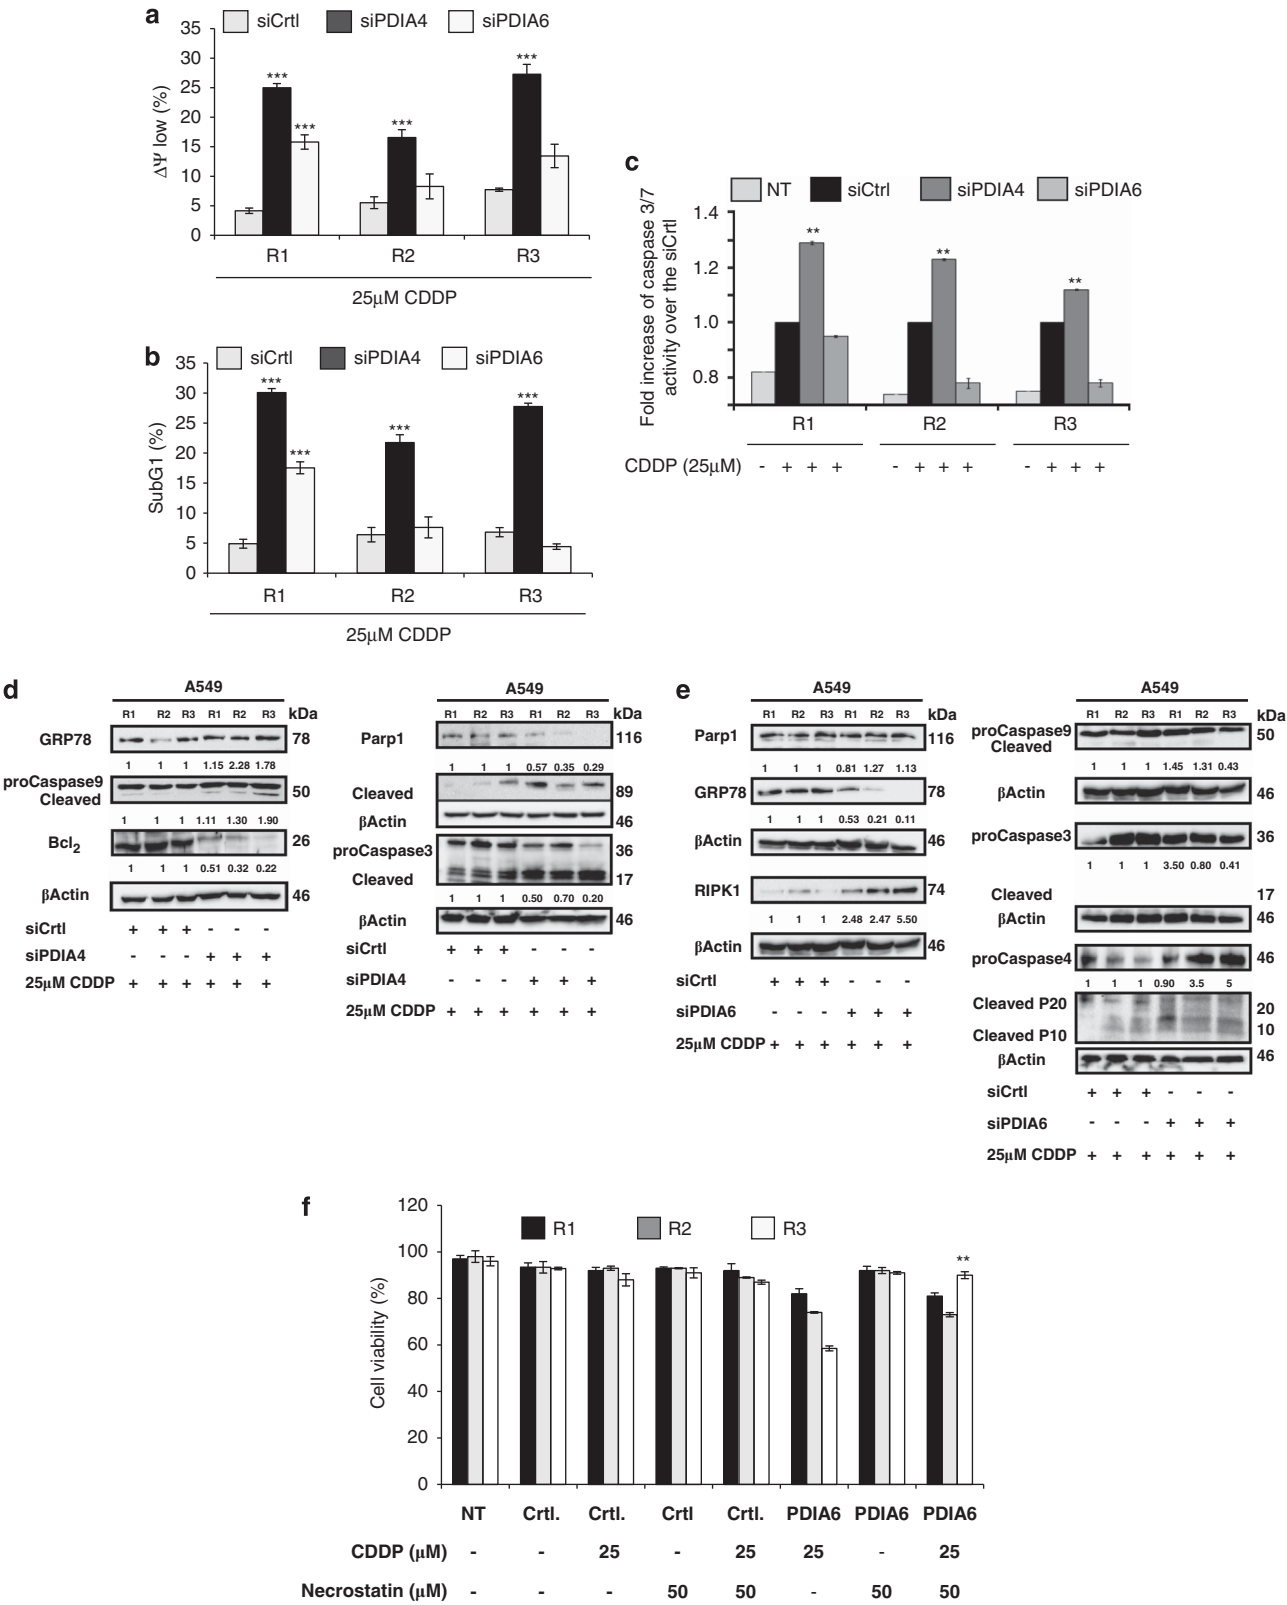 a
siCrtl siPDIA4 siPDIA6
ΔΨ low (%)
35
30
25
20
15
10
5
0
***
***
***
***
R1 R2 R3
25μM CDDP
b
siCrtl siPDIA4 siPDIA6
SubG1 (%)
35
30
25
20
15
10
5
0
***
***
***
***
R1 R2 R3
25μM CDDP
c
NT siCtrl siPDIA4 siPDIA6
Fold increase of caspase 3/7
activity over the siCrtl
1.4
1.2
1.0
0.8
**
**
**
R1 R2 R3
CDDP (25μM) - + + + - + + + - + + +
d
A549
R1 R2 R3 R1 R2 R3 kDa
GRP78 78
1 1 1 1.15 2.28 1.78
proCaspase9
Cleaved 50
1 1 1 1.11 1.30 1.90
Bcl2 26
1 1 1 0.51 0.32 0.22
βActin 46
siCrtl + + + - - -
siPDIA4 - - - + + +
25μM CDDP + + + + + +
A549
R1 R2 R3 R1 R2 R3 kDa
Parp1 116
1 1 1 0.57 0.35 0.29
Cleaved 89
βActin 46
proCaspase3 36
Cleaved 17
1 1 1 0.50 0.70 0.20
βActin 46
siCrtl + + + - - -
siPDIA4 - - - + + +
25μM CDDP + + + + + +
e
A549
R1 R2 R3 R1 R2 R3 kDa
Parp1 116
1 1 1 0.81 1.27 1.13
GRP78 78
1 1 1 0.53 0.21 0.11
βActin 46
RIPK1 74
1 1 1 2.48 2.47 5.50
βActin 46
siCrtl + + + - - -
siPDIA6 - - - + + +
25μM CDDP + + + + + +
A549
R1 R2 R3 R1 R2 R3 kDa
proCaspase9 50
Cleaved
1 1 1 1.45 1.31 0.43
βActin 46
proCaspase3 36
1 1 1 3.50 0.80 0.41
Cleaved 17
βActin 46
proCaspase4 46
1 1 1 0.90 3.5 5
Cleaved P20 20
Cleaved P10 10
βActin 46
siCrtl + + + - - -
siPDIA6 - - - + + +
25μM CDDP + + + + + +
f
R1 R2 R3
Cell viability (%)
120
100
80
60
40
20
0
**
NT Crtl. Crtl. Crtl Crtl. PDIA6 PDIA6 PDIA6
CDDP (μM) - - 25 - 25 25 - 25
Necrostatin (μM) - - - 50 50 - 50 50